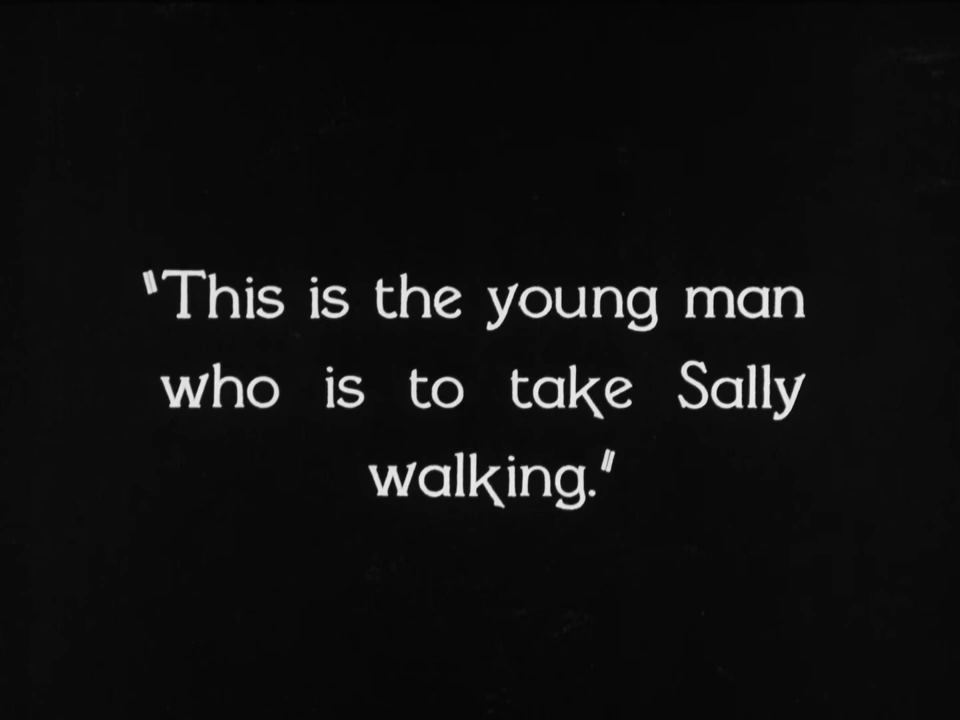 "This is the young man
who is to take Sally
walking."